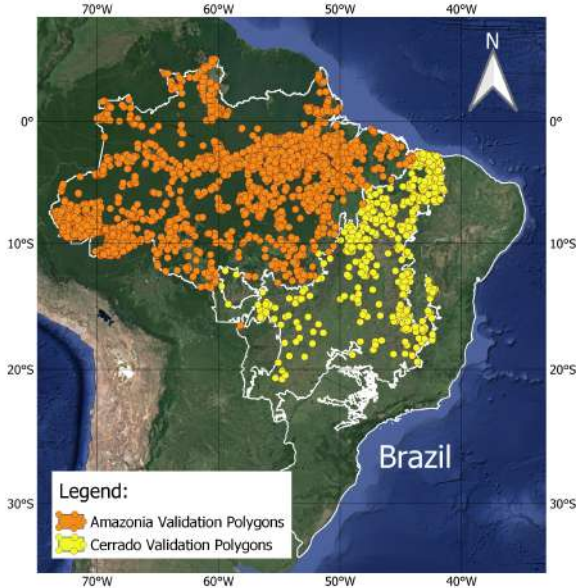 70°W 60°W 50°W 40°W
N
0° 0°
10°S 10°S
20°S 20°S
Brazil
30°S 30°S
Legend:
Amazonia Validation Polygons
Cerrado Validation Polygons
70°W 60°W 50°W 40°W